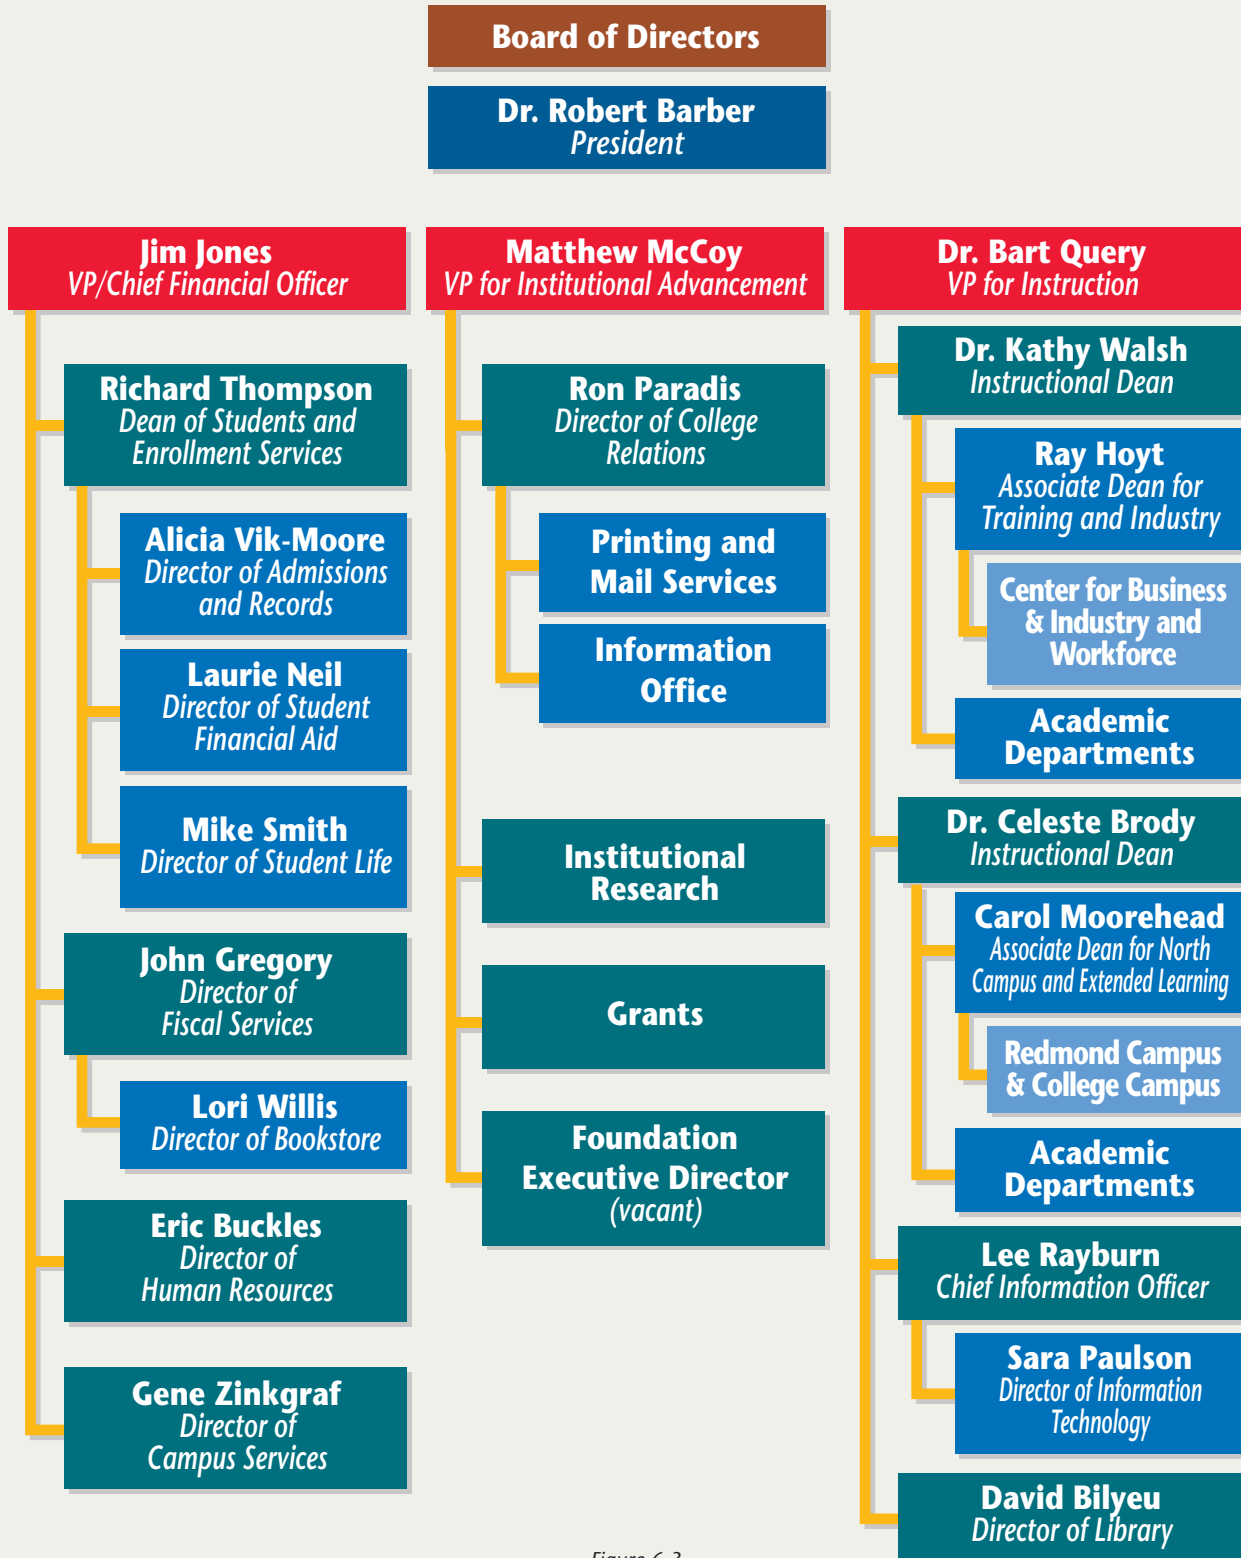 Board of Directors
Dr. Robert Barber
President
Jim Jones
VP/Chief Financial Officer
Richard Thompson
Dean of Students and
Enrollment Services
Alicia Vik-Moore
Director of Admissions
and Records
Laurie Neil
Director of Student
Financial Aid
Mike Smith
Director of Student Life
John Gregory
Director of
Fiscal Services
Lori Willis
Director of Bookstore
Eric Buckles
Director of
Human Resources
Gene Zinkgraf
Director of
Campus Services
Matthew McCoy
VP for Institutional Advancement
Ron Paradis
Director of College
Relations
Printing and
Mail Services
Information
Office
Institutional
Research
Grants
Foundation
Executive Director
(vacant)
Dr. Bart Query
VP for Instruction
Dr. Kathy Walsh
Instructional Dean
Ray Hoyt
Associate Dean for
Training and Industry
Center for Business
& Industry and
Workforce
Academic
Departments
Dr. Celeste Brody
Instructional Dean
Carol Moorehead
Associate Dean for North
Campus and Extended Learning
Redmond Campus
& College Campus
Academic
Departments
Lee Rayburn
Chief Information Officer
Sara Paulson
Director of Information
Technology
David Bilyeu
Director of Library
Figure 6-3